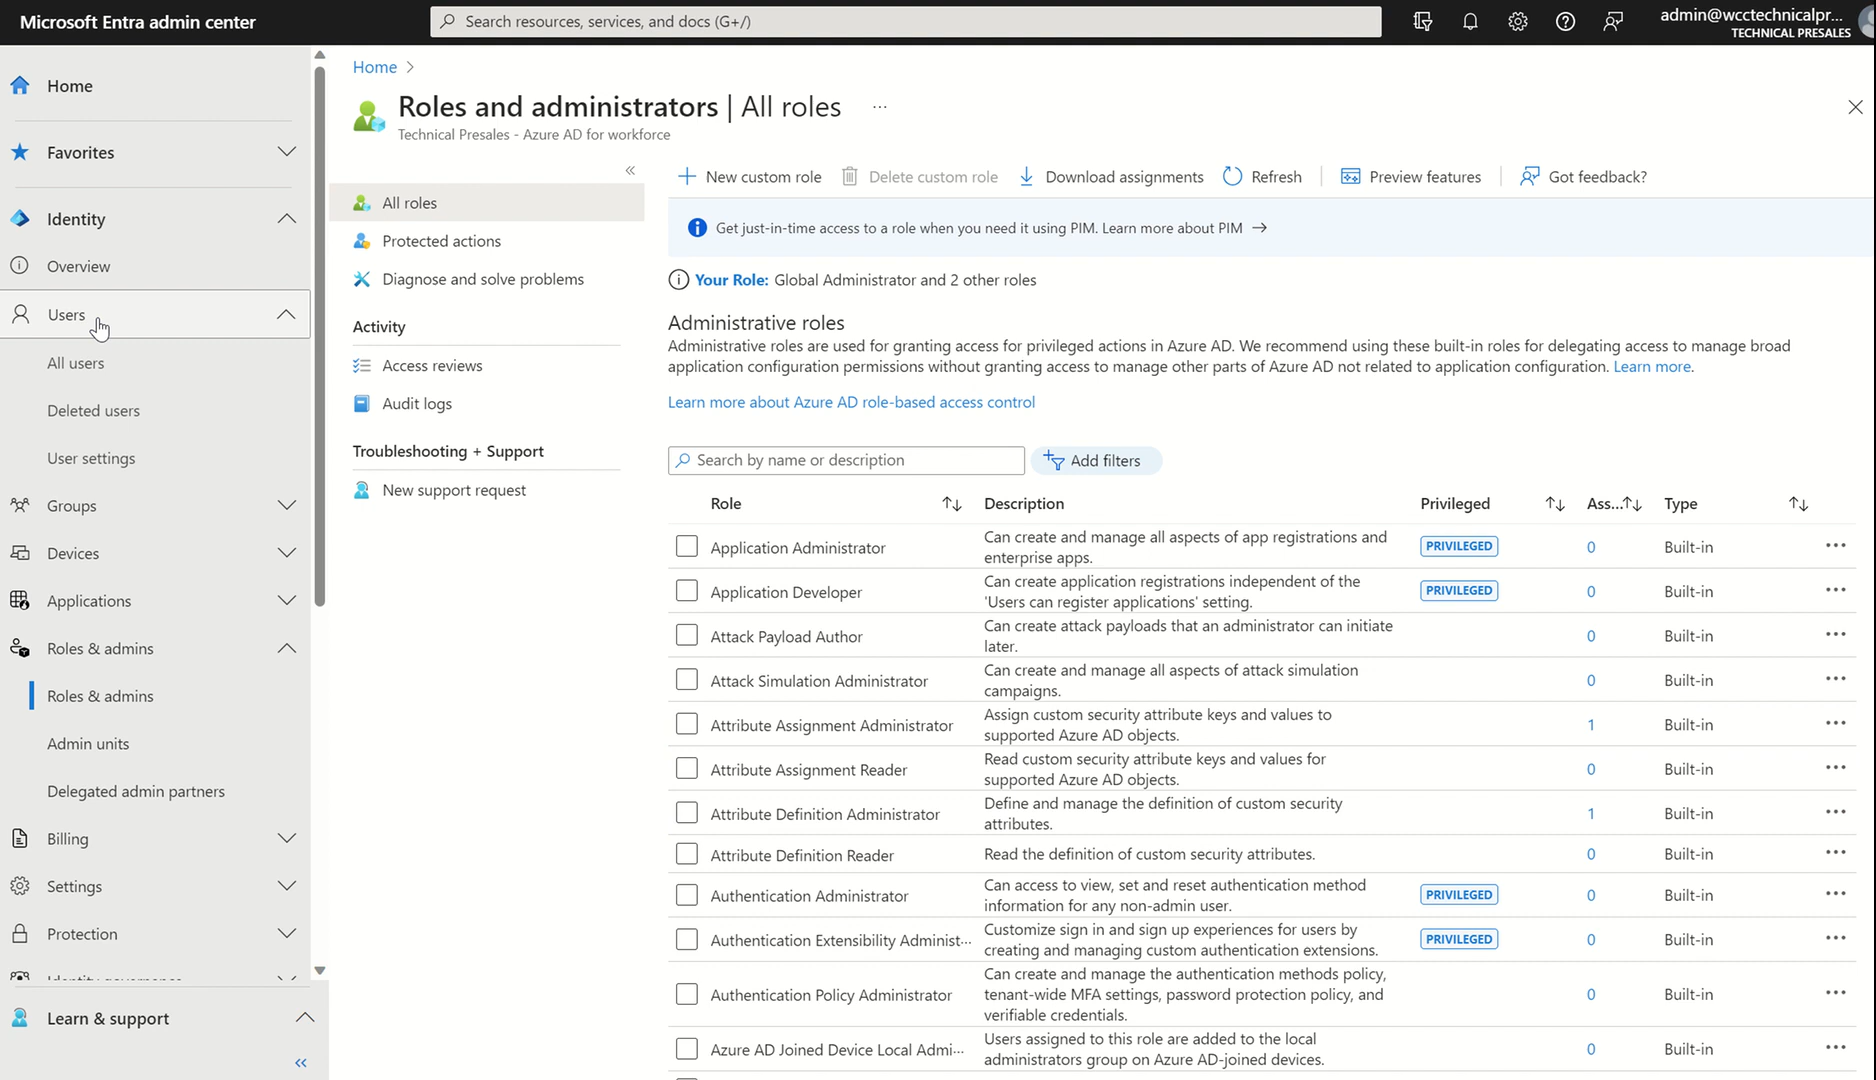 Microsoft Entra admin center
Search resources, services, and docs (G+/)
admin@wcctechnicalpr...
TECHNICAL PRESALES
Home
Favorites
Identity
Overview
Users
All users
Deleted users
User settings
Groups
Devices
Applications
Roles & admins
Roles & admins
Admin units
Delegated admin partners
Billing
Settings
Protection
Identity governance
Learn & support
Home
Roles and administrators | All roles
Technical Presales - Azure AD for workforce
All roles
Protected actions
Diagnose and solve problems
Activity
Access reviews
Audit logs
Troubleshooting + Support
New support request
New custom role Delete custom role Download assignments Refresh Preview features Got feedback?
Get just-in-time access to a role when you need it using PIM. Learn more about PIM
Your Role: Global Administrator and 2 other roles
Administrative roles
Administrative roles are used for granting access for privileged actions in Azure AD. We recommend using these built-in roles for delegating access to manage broad
application configuration permissions without granting access to manage other parts of Azure AD not related to application configuration. Learn more.
Learn more about Azure AD role-based access control
Search by name or description Add filters
Role Description Privileged Ass... Type
Application Administrator Can create and manage all aspects of app registrations and PRIVILEGED 0 Built-in
enterprise apps.
Application Developer Can create application registrations independent of the PRIVILEGED 0 Built-in
'Users can register applications' setting.
Attack Payload Author Can create attack payloads that an administrator can initiate 0 Built-in
later.
Attack Simulation Administrator Can create and manage all aspects of attack simulation 0 Built-in
campaigns.
Attribute Assignment Administrator Assign custom security attribute keys and values to 1 Built-in
supported Azure AD objects.
Attribute Assignment Reader Read custom security attribute keys and values for 0 Built-in
supported Azure AD objects.
Attribute Definition Administrator Define and manage the definition of custom security 1 Built-in
attributes.
Attribute Definition Reader Read the definition of custom security attributes. 0 Built-in
Authentication Administrator Can access to view, set and reset authentication method PRIVILEGED 0 Built-in
information for any non-admin user.
Authentication Extensibility Administ... Customize sign in and sign up experiences for users by PRIVILEGED 0 Built-in
creating and managing custom authentication extensions.
Authentication Policy Administrator Can create and manage the authentication methods policy, 0 Built-in
tenant-wide MFA settings, password protection policy, and
verifiable credentials.
Azure AD Joined Device Local Admi... Users assigned to this role are added to the local 0 Built-in
administrators group on Azure AD-joined devices.